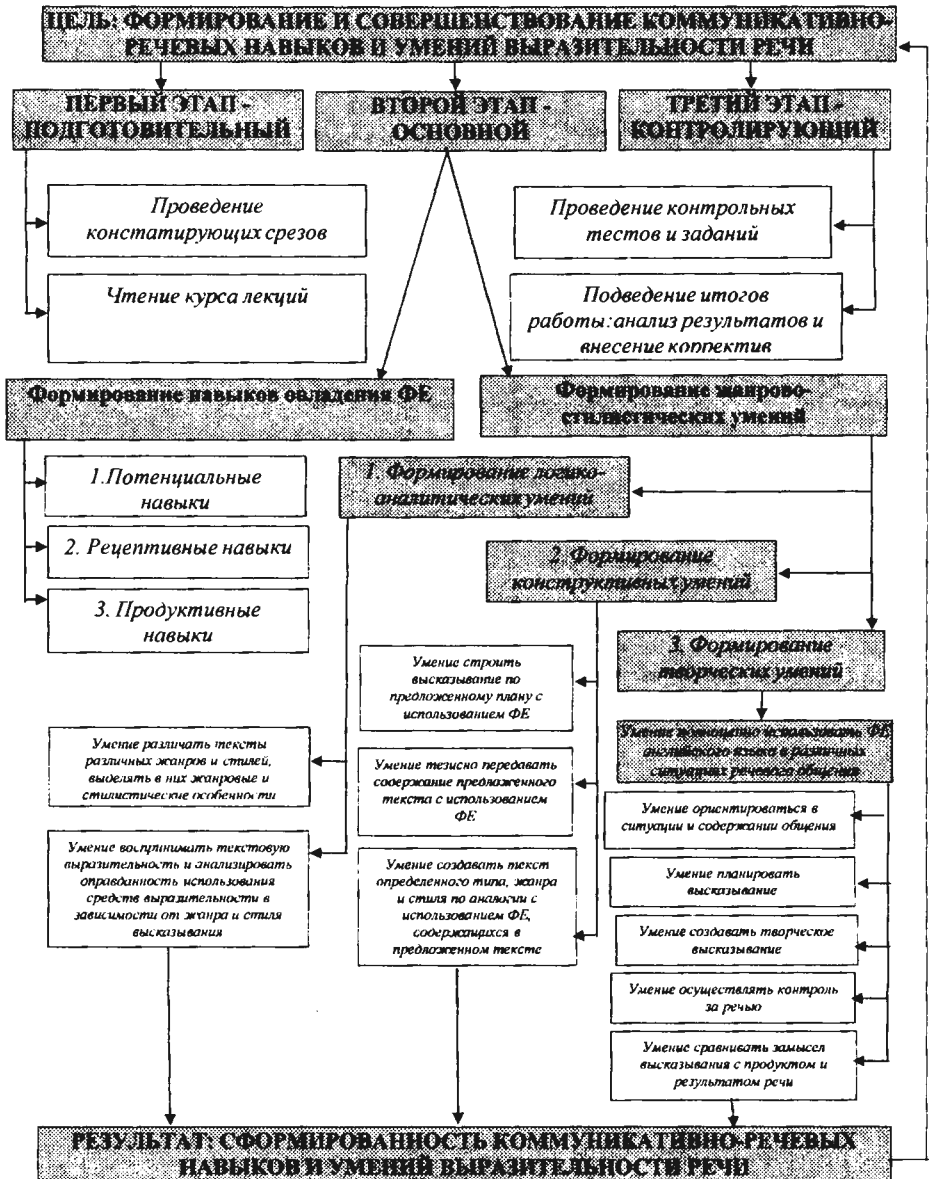 ЦЕЛЬ: ФОРМИРОВАНИЕ И СОВЕРШЕНСТВОВАНИЕ КОММУНИКАТИВНО-
РЕЧЕВЫХ НАВЫКОВ И УМЕНИЙ ВЫРАЗИТЕЛЬНОСТИ РЕЧИ
ПЕРВЫЙ ЭТАП -
ПОДГОТОВИТЕЛЬНЫЙ
ВТОРОЙ ЭТАП -
ОСНОВНОЙ
ТРЕТИЙ ЭТАП -
КОНТРОЛИРУЮЩИЙ
Проведение
констатирующих срезов
Чтение курса лекций
Проведение контрольных
тестов и заданий
Подведение итогов
работы:анализ результатов и
внесение корректив
Формирование навыков овладения ФЕ
Формирование жанрово-
стилистических умений
1.Потенциальные
навыки
2. Рецептивные навыки
3. Продуктивные
навыки
1. Формирование логико-
аналитических умений
2. Формирование
конструктивных умений
3. Формирование
творческих умений
Умение различать тексты
различных жанров и стилей,
выделять в них жанровые и
стилистические особенности
Умение воспринимать текстовую
выразительность и анализировать
оправданность использования
средств выразительности в
зависимости от жанра и стиля
высказывания
Умение строить
высказывание по
предложенному плану с
использованием ФЕ
Умение тезисно передавать
содержание предложенного
текста с использованием
ФЕ
Умение создавать текст
определенного типа, жанра
и стиля по аналогии с
использованием ФЕ,
содержащихся в
предложенном тексте
Умение полноценно использовать ФЕ
английского языка в различных
ситуациях речевого общения
Умение ориентироваться в
ситуации и содержании общения
Умение планировать
высказывание
Умение создавать творческое
высказывание
Умение осуществлять контроль
за речью
Умение сравнивать замысел
высказывания с продуктом и
результатом речи
РЕЗУЛЬТАТ: СФОРМИРОВАННОСТЬ КОММУНИКАТИВНО-РЕЧЕВЫХ
НАВЫКОВ И УМЕНИЙ ВЫРАЗИТЕЛЬНОСТИ РЕЧИ